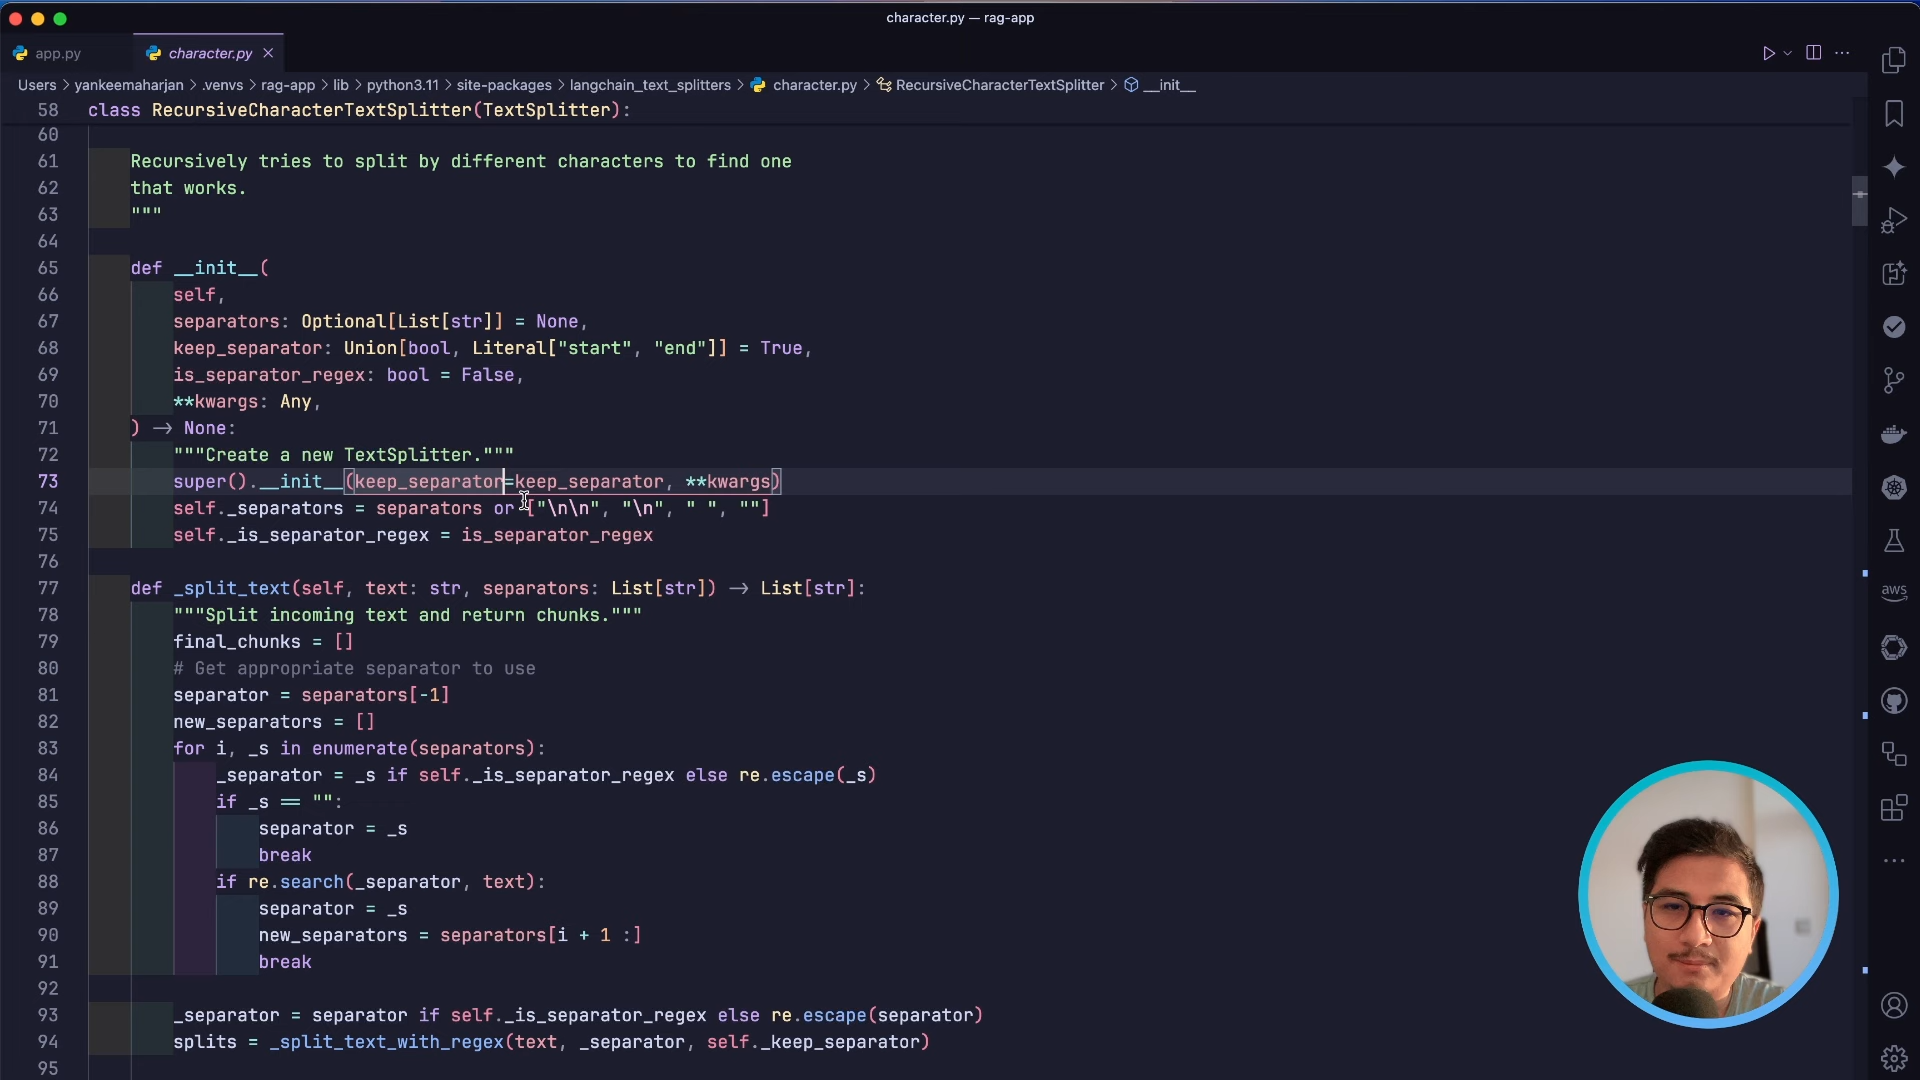 character.py — rag-app
app.py
character.py
Users > yankeemaharjan > .venvs > rag-app > lib > python3.11 > site-packages > langchain_text_splitters > character.py > RecursiveCharacterTextSplitter > __init__
58 class RecursiveCharacterTextSplitter(TextSplitter):
60
61 Recursively tries to split by different characters to find one
62 that works.
63 """
64
65 def __init__(
66 self,
67 separators: Optional[List[str]] = None,
68 keep_separator: Union[bool, Literal["start", "end"]] = True,
69 is_separator_regex: bool = False,
70 **kwargs: Any,
71 ) -> None:
72 """Create a new TextSplitter."""
73 super().__init__(keep_separator=keep_separator, **kwargs)
74 self._separators = separators or ["\n\n", "\n", " ", ""]
75 self._is_separator_regex = is_separator_regex
76
77 def _split_text(self, text: str, separators: List[str]) -> List[str]:
78 """Split incoming text and return chunks."""
79 final_chunks = []
80 # Get appropriate separator to use
81 separator = separators[-1]
82 new_separators = []
83 for i, _s in enumerate(separators):
84 _separator = _s if self._is_separator_regex else re.escape(_s)
85 if _s == "":
86 separator = _s
87 break
88 if re.search(_separator, text):
89 separator = _s
90 new_separators = separators[i + 1 :]
91 break
92
93 _separator = separator if self._is_separator_regex else re.escape(separator)
94 splits = _split_text_with_regex(text, _separator, self._keep_separator)
95
aws